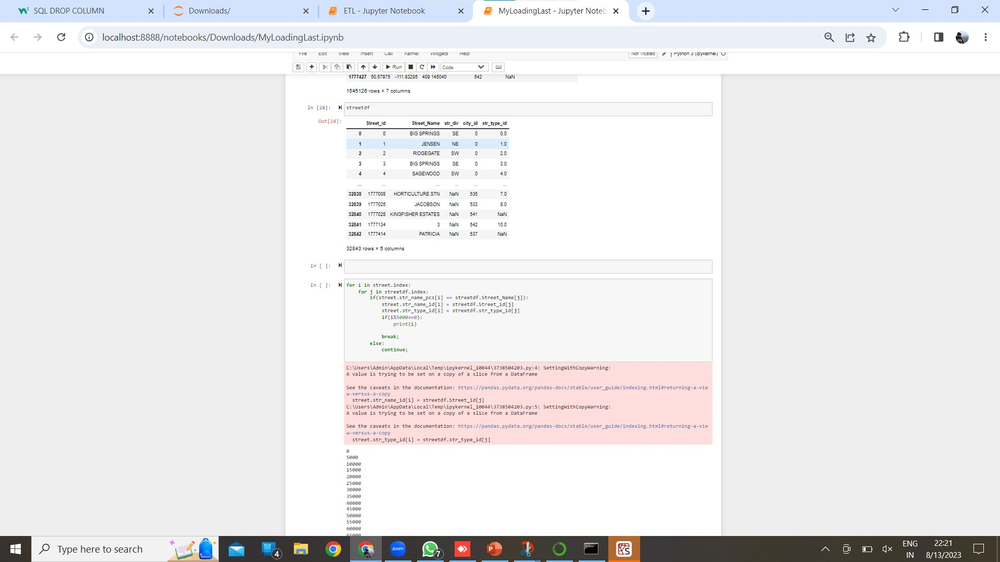 SQL DROP COLUMN
Downloads/
ETL - Jupyter Notebook
MyLoadingLast - Jupyter Noteb
localhost:8888/notebooks/Downloads/MyLoadingLast.ipynb
File Edit View Insert Cell Kernel Widgets Help
Not Trusted
Python 3 (ipykernel)
Run
Code
1777427 50.57975 -111.93295 409 145040 542 NaN
1545126 rows × 7 columns
In [28]: streetdf
Out[28]:
Street_id Street_Name str_dir city_id str_type_id
0 0 BIG SPRINGS SE 0 0.0
1 1 JENSEN NE 0 1.0
2 2 RIDGEGATE SW 0 2.0
3 3 BIG SPRINGS SE 0 3.0
4 4 SAGEWOOD SW 0 4.0
... ... ... ... ... ...
32838 1777008 HORTICULTURE STN NaN 535 7.0
32839 1777025 JACOBSON NaN 533 8.0
32840 1777028 KINGFISHER ESTATES NaN 541 NaN
32841 1777134 3 NaN 542 10.0
32842 1777414 PATRICIA NaN 537 NaN
32843 rows × 5 columns
In [ ]:
In [ ]: for i in street.index:
for j in streetdf.index:
if(street.str_name_pcs[i] == streetdf.Street_Name[j]):
street.str_name_id[i] = streetdf.Street_id[j]
street.str_type_id[i] = streetdf.str_type_id[j]
if(i%5000==0):
print(i)
break;
else:
continue;
C:\Users\Admin\AppData\Local\Temp\ipykernel_10044\3738504203.py:4: SettingWithCopyWarning:
A value is trying to be set on a copy of a slice from a DataFrame
See the caveats in the documentation: https://pandas.pydata.org/pandas-docs/stable/user_guide/indexing.html#returning-a-vie
w-versus-a-copy
street.str_name_id[i] = streetdf.Street_id[j]
C:\Users\Admin\AppData\Local\Temp\ipykernel_10044\3738504203.py:5: SettingWithCopyWarning:
A value is trying to be set on a copy of a slice from a DataFrame
See the caveats in the documentation: https://pandas.pydata.org/pandas-docs/stable/user_guide/indexing.html#returning-a-vie
w-versus-a-copy
street.str_type_id[i] = streetdf.str_type_id[j]
0
5000
10000
15000
20000
25000
30000
35000
40000
45000
50000
55000
60000
65000
Type here to search
4
zoom
7
P
ENG
IN
22:21
8/13/2023